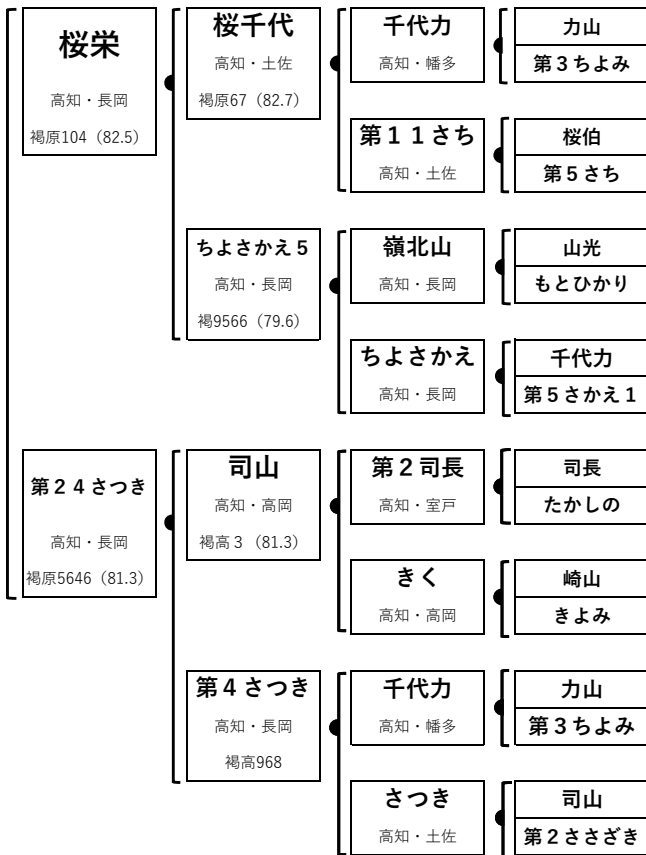 桜栄
高知・長岡
褐原104（82.5）
桜千代
高知・土佐
褐原67（82.7）
千代力
高知・幡多
力山
第３ちよみ
第１１さち
高知・土佐
桜伯
第５さち
ちよさかえ５
高知・長岡
褐9566（79.6）
嶺北山
高知・長岡
山光
もとひかり
ちよさかえ
高知・長岡
千代力
第５さかえ１
第２４さつき
高知・長岡
褐原5646（81.3）
司山
高知・高岡
褐高３（81.3）
第２司長
高知・室戸
司長
たかしの
きく
高知・高岡
崎山
きよみ
第４さつき
高知・長岡
褐高968
千代力
高知・幡多
力山
第３ちよみ
さつき
高知・土佐
司山
第２ささざき